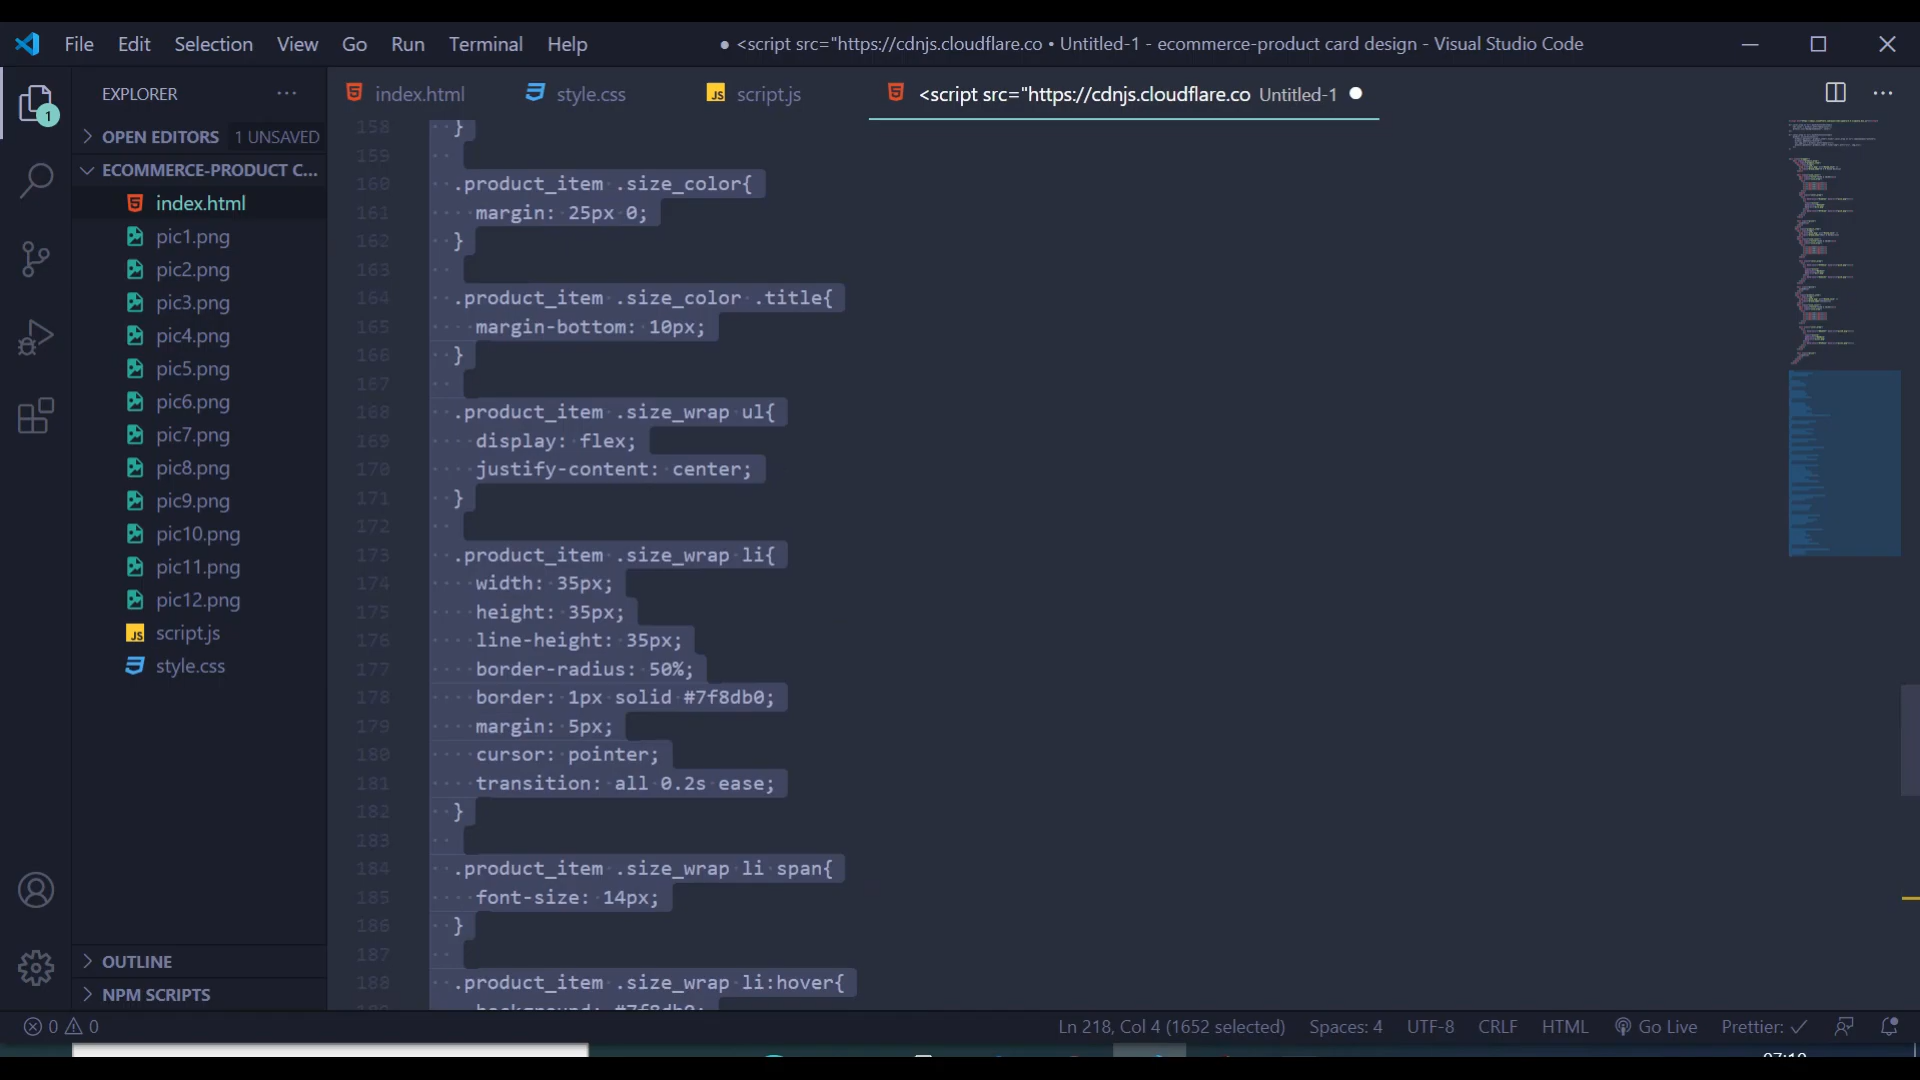 File Edit Selection View Go Run Terminal Help
● <script src="https://cdnjs.cloudflare.co • Untitled-1 - ecommerce-product card design - Visual Studio Code
EXPLORER
index.html
style.css
JS script.js
<script src="https://cdnjs.cloudflare.co Untitled-1
1
OPEN EDITORS 1 UNSAVED
ECOMMERCE-PRODUCT C...
index.html
pic1.png
pic2.png
pic3.png
pic4.png
pic5.png
pic6.png
pic7.png
pic8.png
pic9.png
pic10.png
pic11.png
pic12.png
JS script.js
style.css
OUTLINE
NPM SCRIPTS
158 }
159
160 .product_item .size_color{
161 margin: 25px 0;
162 }
163
164 .product_item .size_color .title{
165 margin-bottom: 10px;
166 }
167
168 .product_item .size_wrap ul{
169 display: flex;
170 justify-content: center;
171 }
172
173 .product_item .size_wrap li{
174 width: 35px;
175 height: 35px;
176 line-height: 35px;
177 border-radius: 50%;
178 border: 1px solid #7f8db0;
179 margin: 5px;
180 cursor: pointer;
181 transition: all 0.2s ease;
182 }
183
184 .product_item .size_wrap li span{
185 font-size: 14px;
186 }
187
188 .product_item .size_wrap li:hover{
0 0
Ln 218, Col 4 (1652 selected) Spaces: 4 UTF-8 CRLF HTML Go Live Prettier: ✓